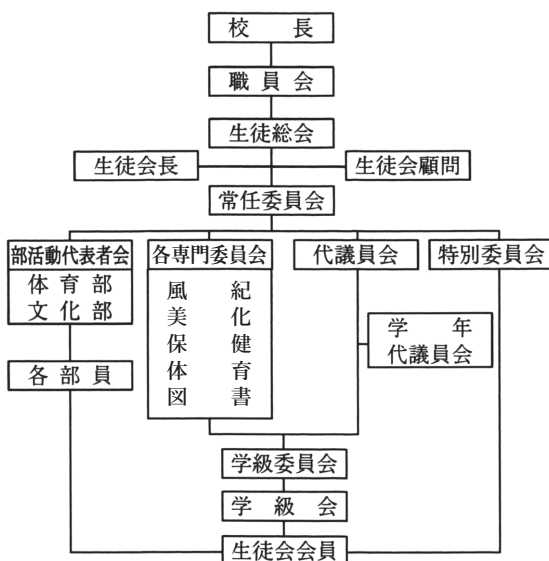 校長
職員会
生徒総会
生徒会長
生徒会顧問
常任委員会
部活動代表者会
体育部
文化部
各専門委員会
風紀
美化
保健
体育
図書
代議員会
特別委員会
学年
代議員会
各部員
学級委員会
学級会
生徒会会員